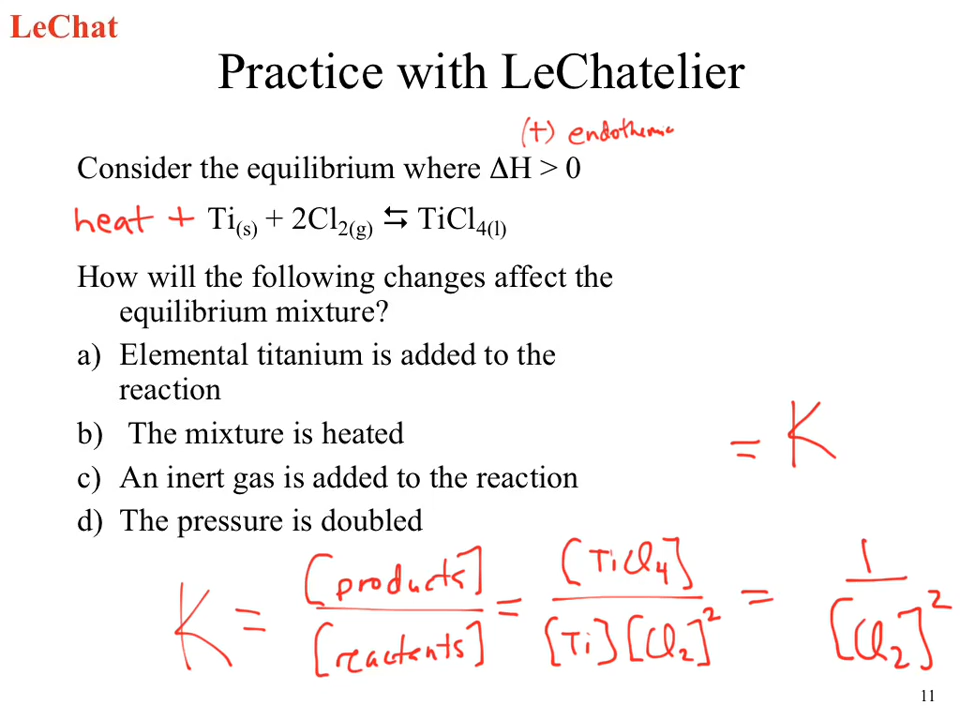 LeChat
Practice with LeChatelier
(+) endothermic
Consider the equilibrium where ΔH > 0
heat + Ti(s) + 2Cl2(g) ⇆ TiCl4(l)
How will the following changes affect the
equilibrium mixture?
a) Elemental titanium is added to the
reaction
b) The mixture is heated
c) An inert gas is added to the reaction
d) The pressure is doubled
= K
K = [products] / [reactants] = [TiCl4] / [Ti][Cl2]^2 = 1 / [Cl2]^2
11